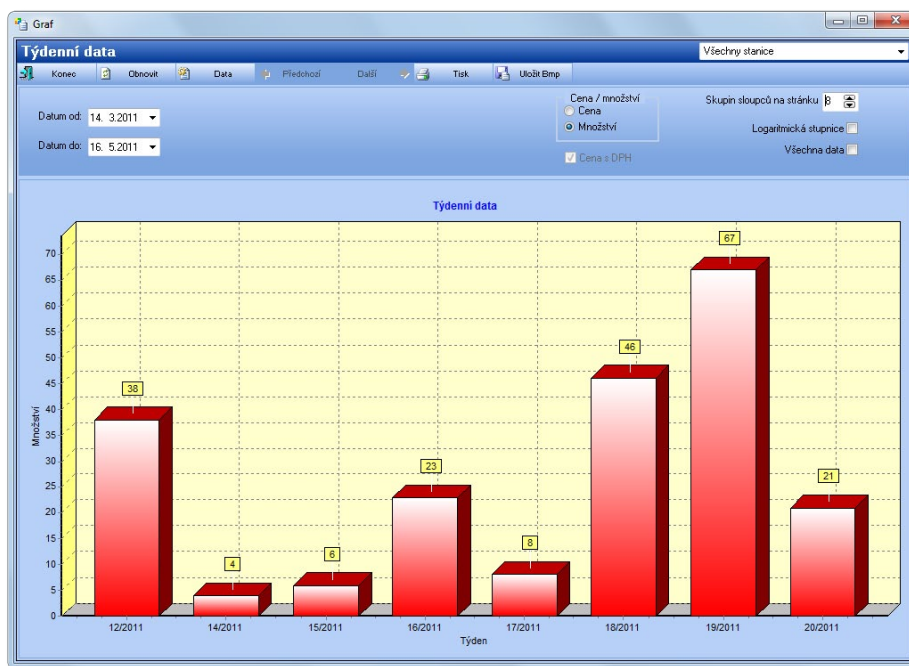 Graf
Týdenní data
Všechny stanice
Konec Obnovit Data Předchozí Další Tisk Uložit Bmp
Datum od: 14. 3.2011
Datum do: 16. 5.2011
Cena / množství
Cena
Množství
Cena s DPH
Skupin sloupců na stránku 8
Logaritmická stupnice
Všechna data
Týdenní data
Množství
70
65
60
55
50
45
40
35
30
25
20
15
10
5
0
38
4
6
23
8
46
67
21
12/2011 14/2011 15/2011 16/2011 17/2011 18/2011 19/2011 20/2011
Týden